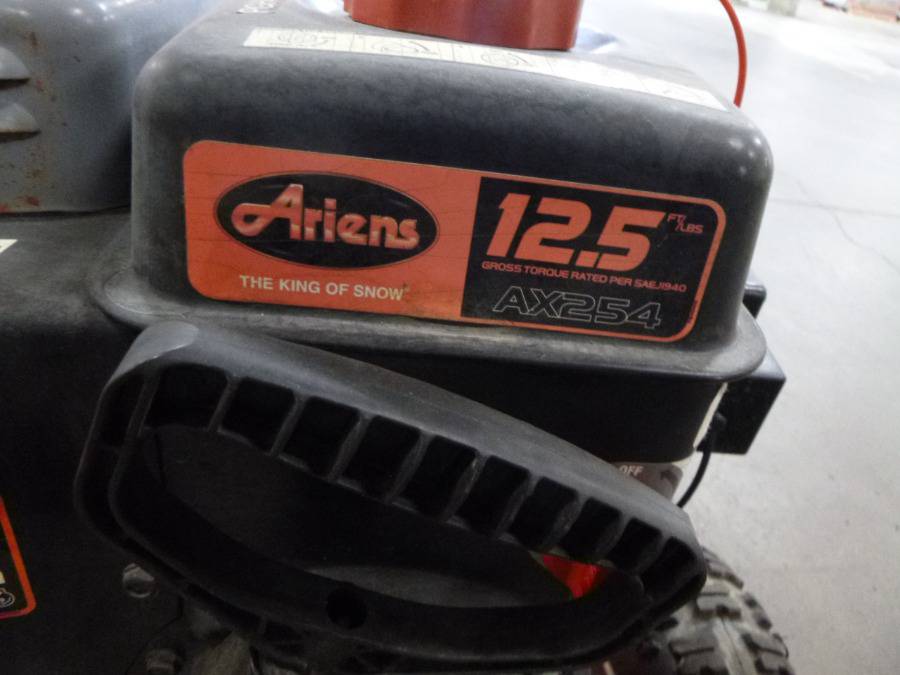 Ariens
THE KING OF SNOW
12.5 FT/LBS
GROSS TORQUE RATED PER SAEJ1940
AX254
OFF